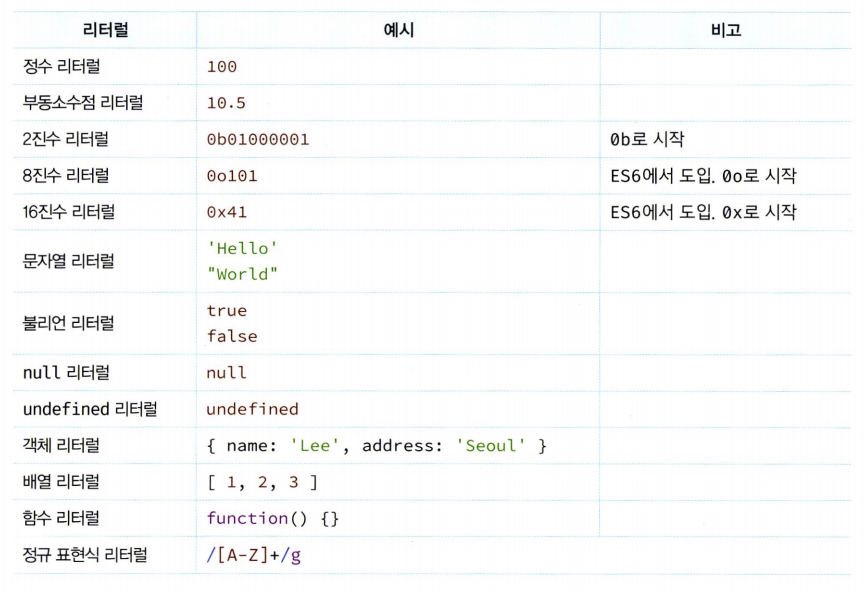 리터럴 예시 비고
정수 리터럴 100
부동소수점 리터럴 10.5
2진수 리터럴 0b01000001 0b로 시작
8진수 리터럴 0o101 ES6에서 도입. 0o로 시작
16진수 리터럴 0x41 ES6에서 도입. 0x로 시작
문자열 리터럴 'Hello'
"World"
불리언 리터럴 true
false
null 리터럴 null
undefined 리터럴 undefined
객체 리터럴 { name: 'Lee', address: 'Seoul' }
배열 리터럴 [ 1, 2, 3 ]
함수 리터럴 function() {}
정규 표현식 리터럴 /[A-Z]+/g